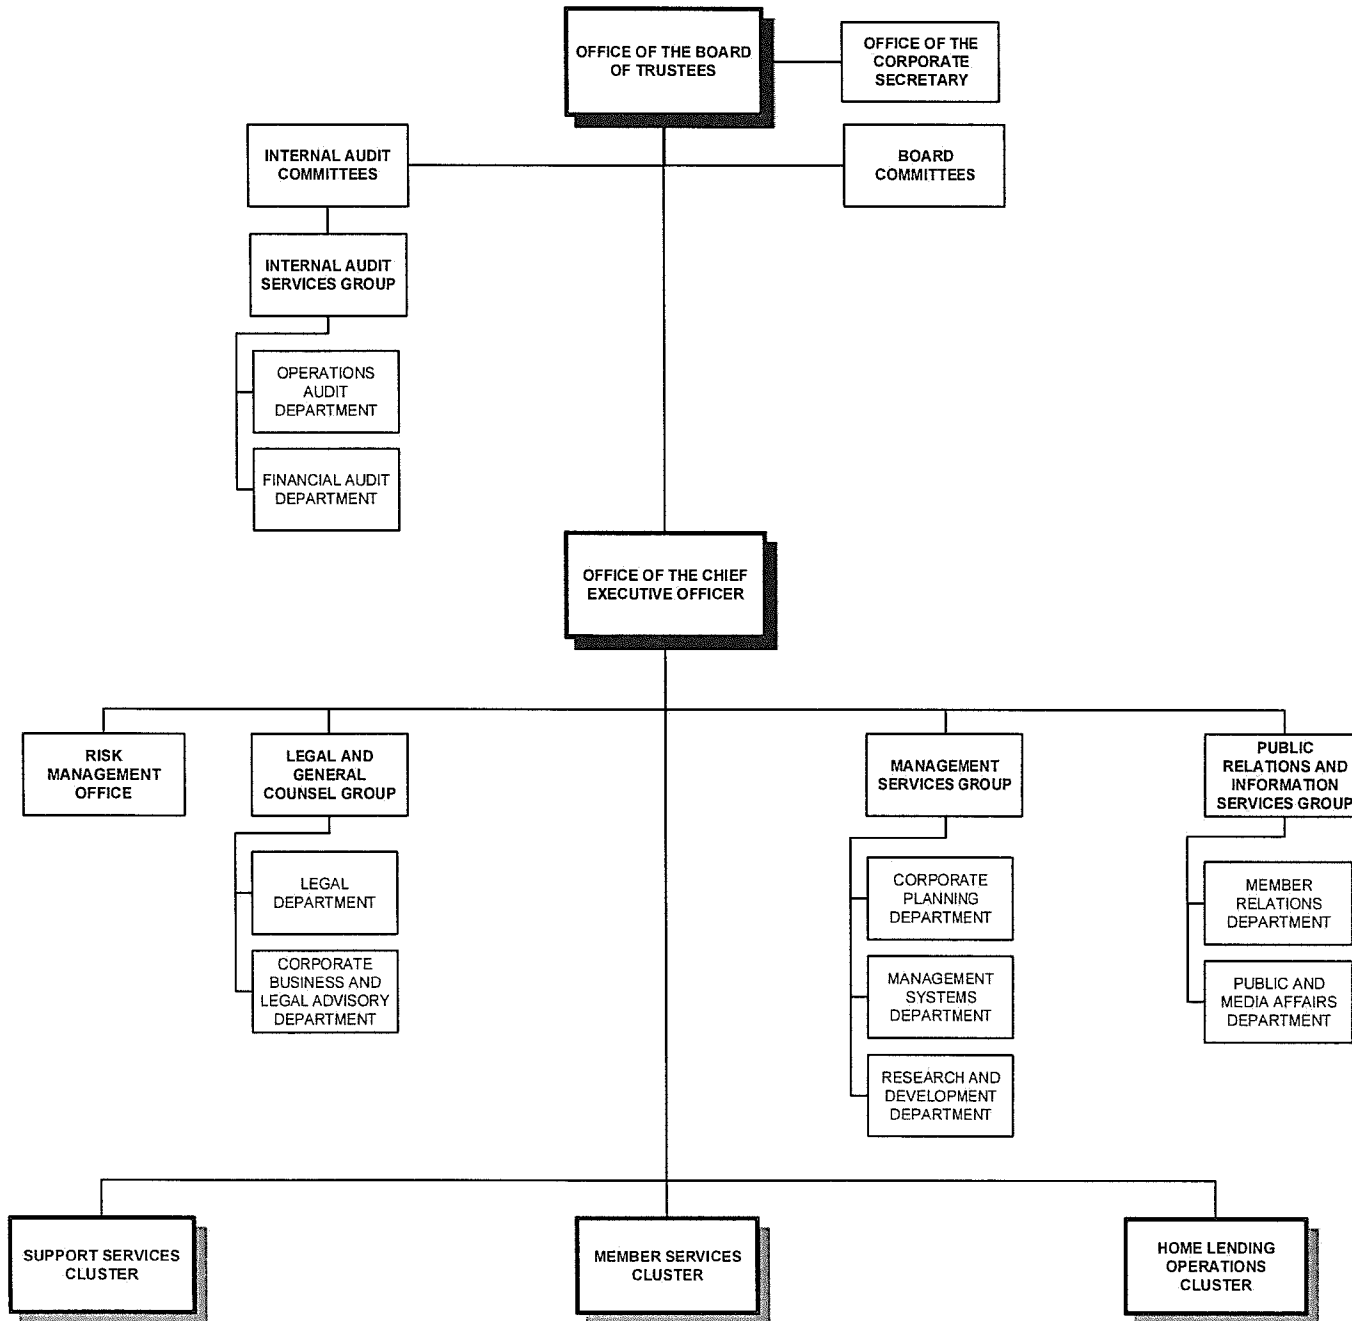 OFFICE OF THE BOARD
OF TRUSTEES
OFFICE OF THE
CORPORATE
SECRETARY
INTERNAL AUDIT
COMMITTEES
BOARD
COMMITTEES
INTERNAL AUDIT
SERVICES GROUP
OPERATIONS
AUDIT
DEPARTMENT
FINANCIAL AUDIT
DEPARTMENT
OFFICE OF THE CHIEF
EXECUTIVE OFFICER
RISK
MANAGEMENT
OFFICE
LEGAL AND
GENERAL
COUNSEL GROUP
MANAGEMENT
SERVICES GROUP
PUBLIC
RELATIONS AND
INFORMATION
SERVICES GROUP
LEGAL
DEPARTMENT
CORPORATE
BUSINESS AND
LEGAL ADVISORY
DEPARTMENT
CORPORATE
PLANNING
DEPARTMENT
MANAGEMENT
SYSTEMS
DEPARTMENT
RESEARCH AND
DEVELOPMENT
DEPARTMENT
MEMBER
RELATIONS
DEPARTMENT
PUBLIC AND
MEDIA AFFAIRS
DEPARTMENT
SUPPORT SERVICES
CLUSTER
MEMBER SERVICES
CLUSTER
HOME LENDING
OPERATIONS
CLUSTER